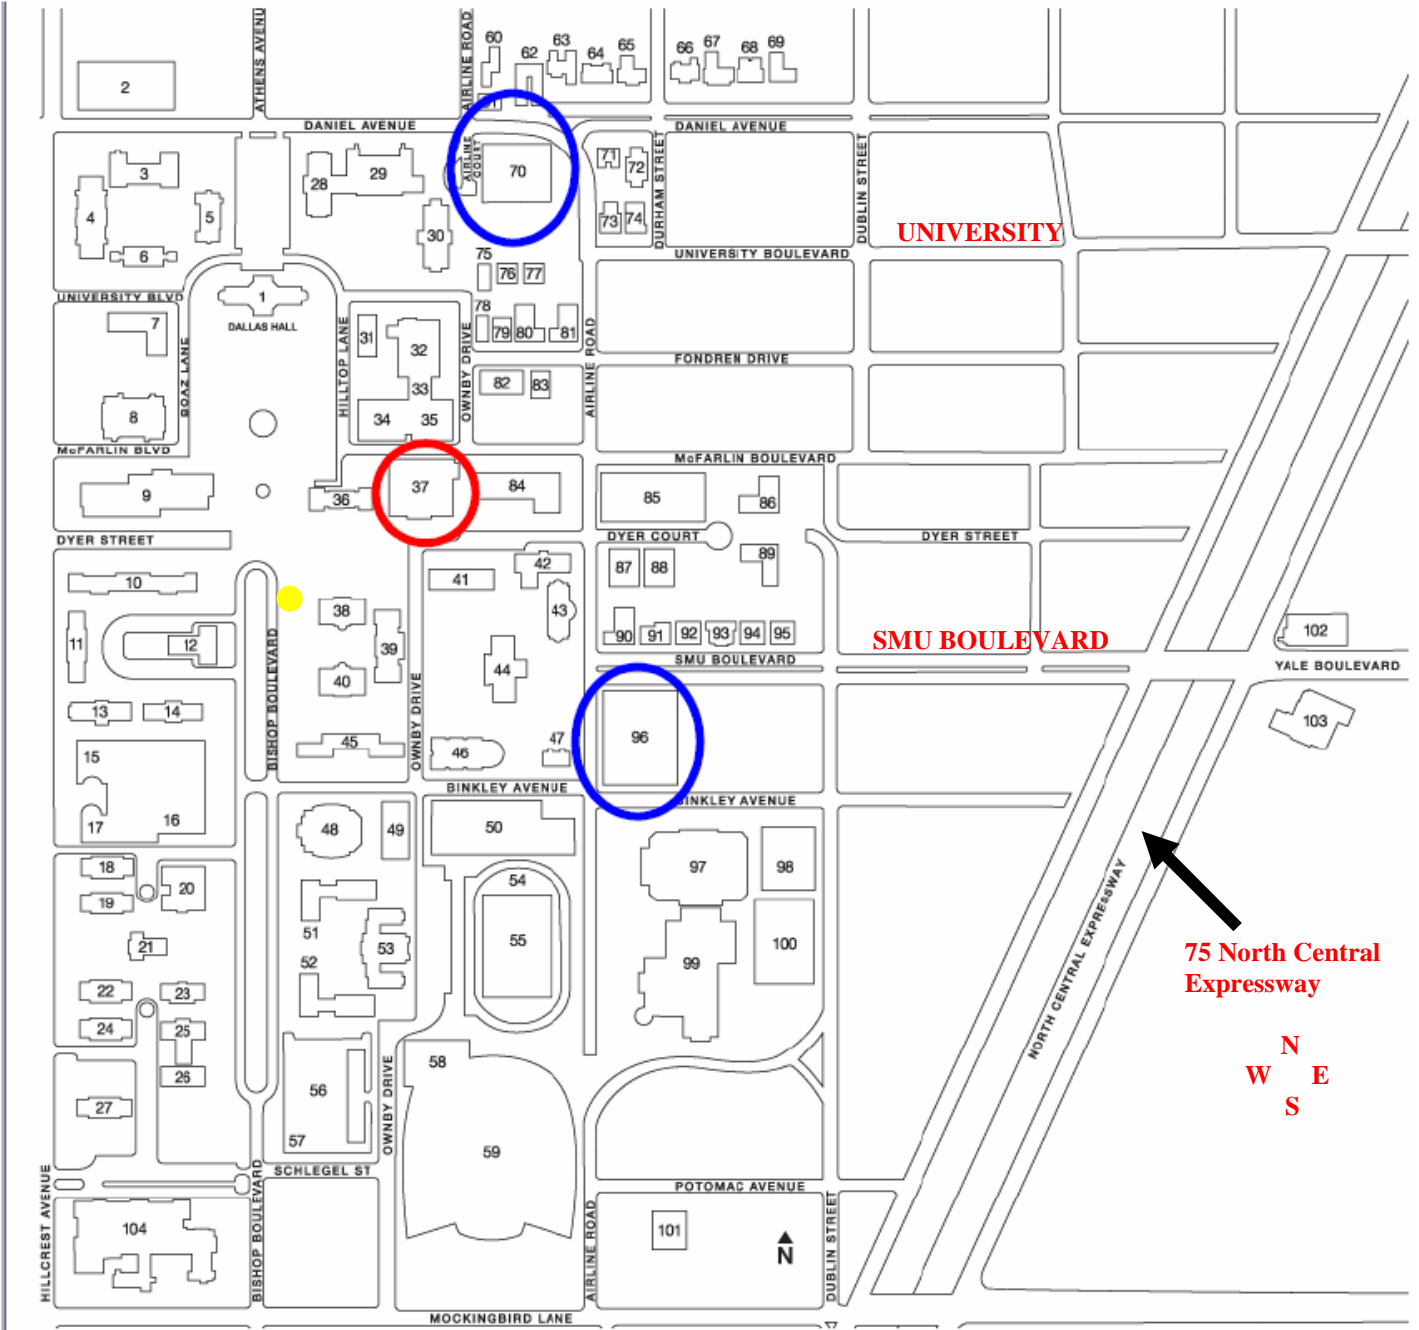 60
63
65
62
64
66
67
68
69
2
ATHENS AVENU
AIRLINE ROAD
DANIEL AVENUE
DANIEL AVENUE
3
28
29
AIRLINE
COURT
70
71
72
4
5
30
73
74
DURHAM STREET
DUBLIN STREET
UNIVERSITY
6
75
76
77
UNIVERSITY BOULEVARD
UNIVERSITY BLVD
1
DALLAS HALL
7
78
79
80
81
31
32
FONDREN DRIVE
BOAZ LANE
HILLTOP LANE
OWNBY DRIVE
AIRLINE ROAD
33
82
83
8
34
35
McFARLIN BLVD
McFARLIN BOULEVARD
9
36
37
84
85
86
DYER STREET
DYER COURT
DYER STREET
10
41
42
87
88
89
38
43
11
12
39
90
91
92
93
94
95
102
SMU BOULEVARD
SMU BOULEVARD
YALE BOULEVARD
44
40
BISHOP BOULEVARD
OWNBY DRIVE
13
14
103
15
45
46
47
96
BINKLEY AVENUE
BINKLEY AVENUE
17
16
48
49
50
18
97
98
19
20
54
51
21
53
55
100
75 North Central
Expressway
NORTH CENTRAL EXPRESSWAY
52
99
22
23
24
25
N
W E
S
26
58
56
27
OWNBY DRIVE
57
59
SCHLEGEL ST
POTOMAC AVENUE
HILLCREST AVENUE
BISHOP BOULEVARD
104
AIRLINE ROAD
101
N
DUBLIN STREET
MOCKINGBIRD LANE